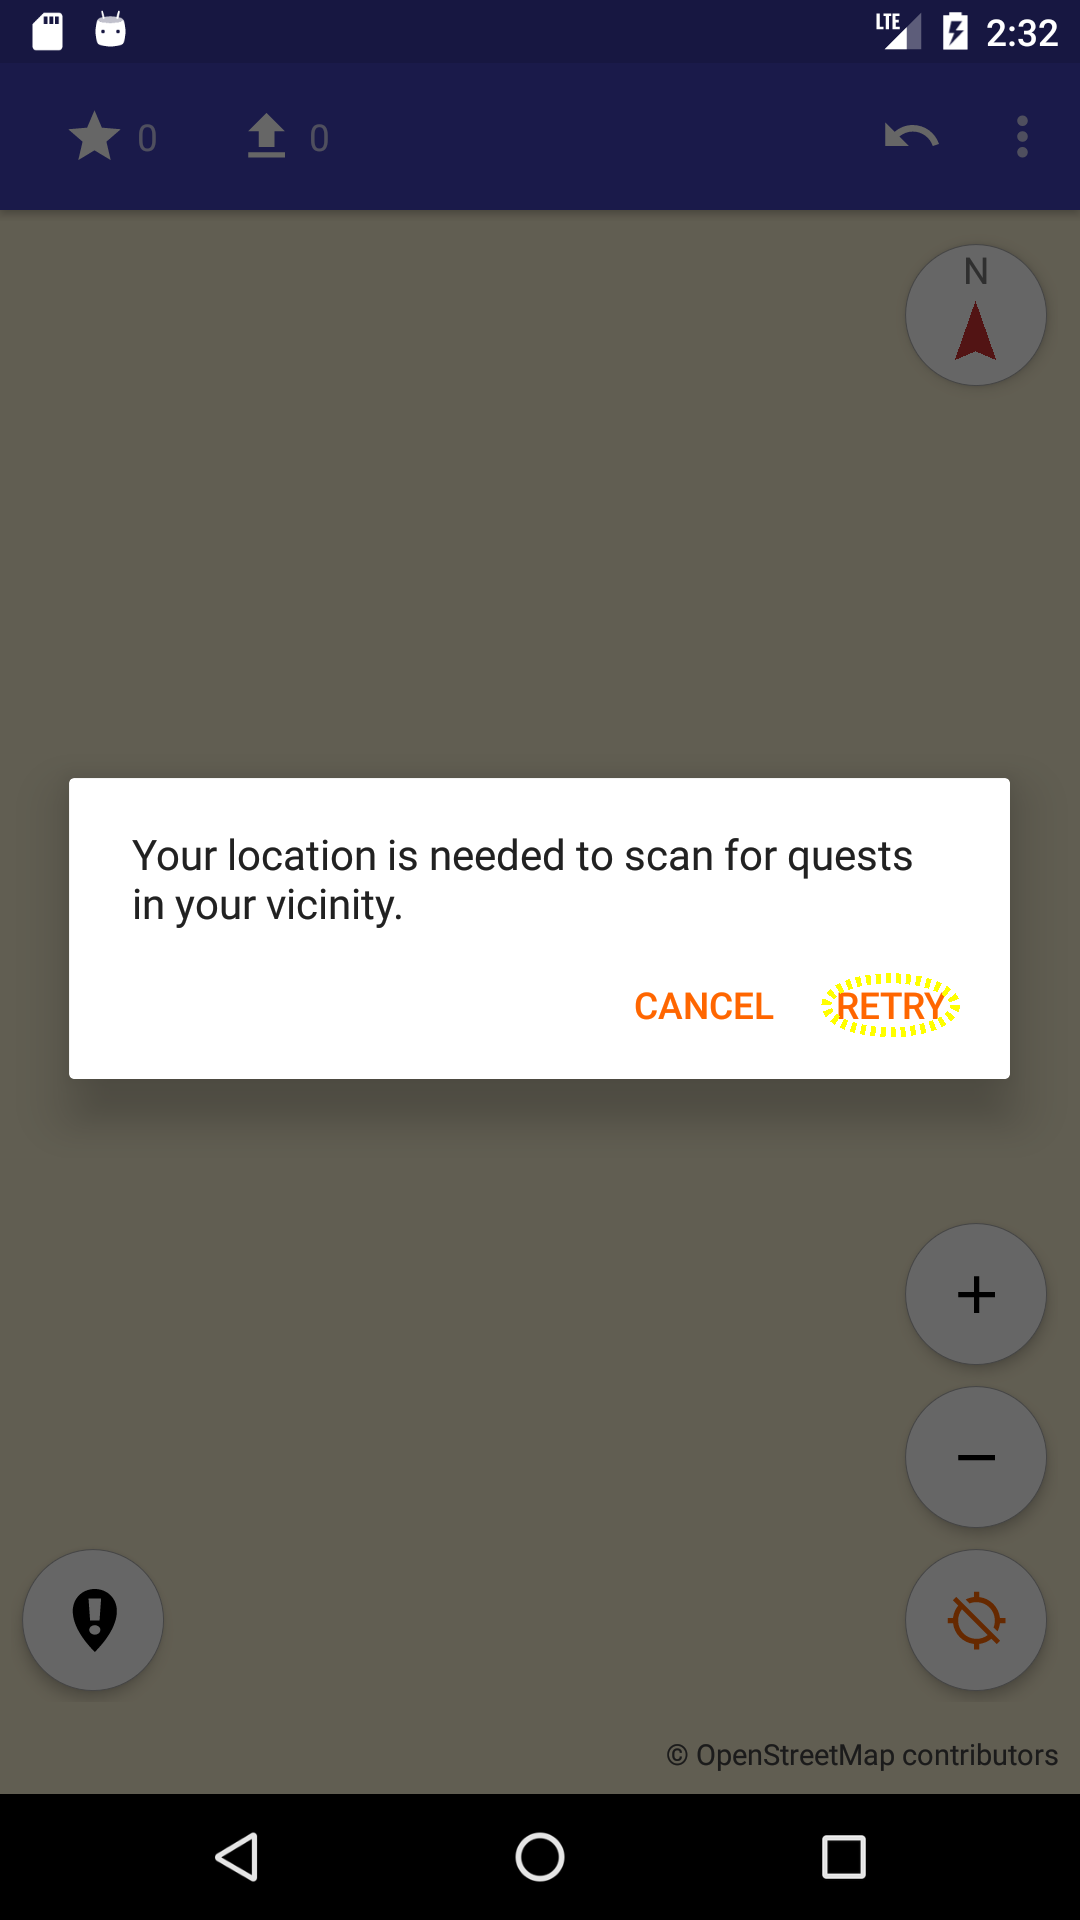 LTE 2:32
0 0
N
Your location is needed to scan for quests
in your vicinity.
CANCEL RETRY
© OpenStreetMap contributors